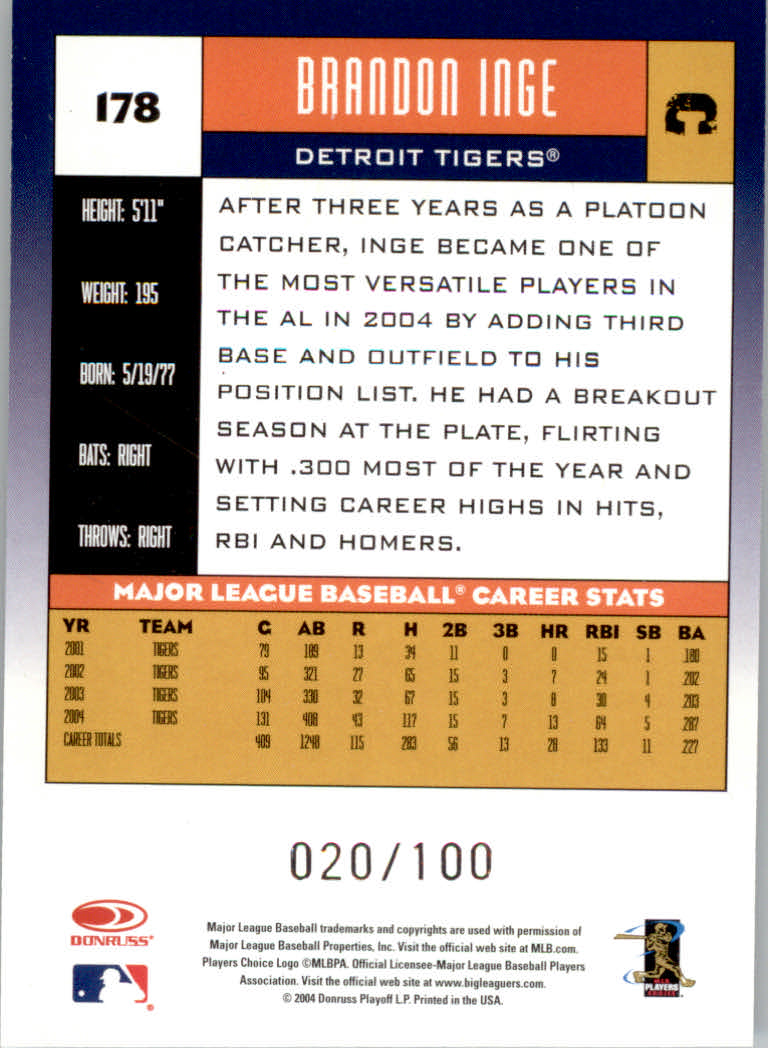 178
BRANDON INGE
C
DETROIT TIGERS®
HEIGHT: 5'11"
WEIGHT: 195
BORN: 5/19/77
BATS: RIGHT
THROWS: RIGHT
AFTER THREE YEARS AS A PLATOON
CATCHER, INGE BECAME ONE OF
THE MOST VERSATILE PLAYERS IN
THE AL IN 2004 BY ADDING THIRD
BASE AND OUTFIELD TO HIS
POSITION LIST. HE HAD A BREAKOUT
SEASON AT THE PLATE, FLIRTING
WITH .300 MOST OF THE YEAR AND
SETTING CAREER HIGHS IN HITS,
RBI AND HOMERS.
MAJOR LEAGUE BASEBALL® CAREER STATS
YR TEAM G AB R H 2B 3B HR RBI SB BA
2001 TIGERS 79 189 13 34 11 0 0 15 1 180
2002 TIGERS 95 321 27 65 15 3 7 24 1 202
2003 TIGERS 104 330 32 67 15 3 8 30 4 203
2004 TIGERS 131 408 43 117 15 7 13 64 5 287
CAREER TOTALS 409 1248 115 283 56 13 28 133 11 227
020/100
DONRUSS®
Major League Baseball trademarks and copyrights are used with permission of
Major League Baseball Properties, Inc. Visit the official web site at MLB.com.
Players Choice Logo ©MLBPA. Official Licensee-Major League Baseball Players
Association. Visit the official web site at www.bigleaguers.com.
© 2004 Donruss Playoff L.P. Printed in the USA.
MLB
PLAYERS
CHOICE